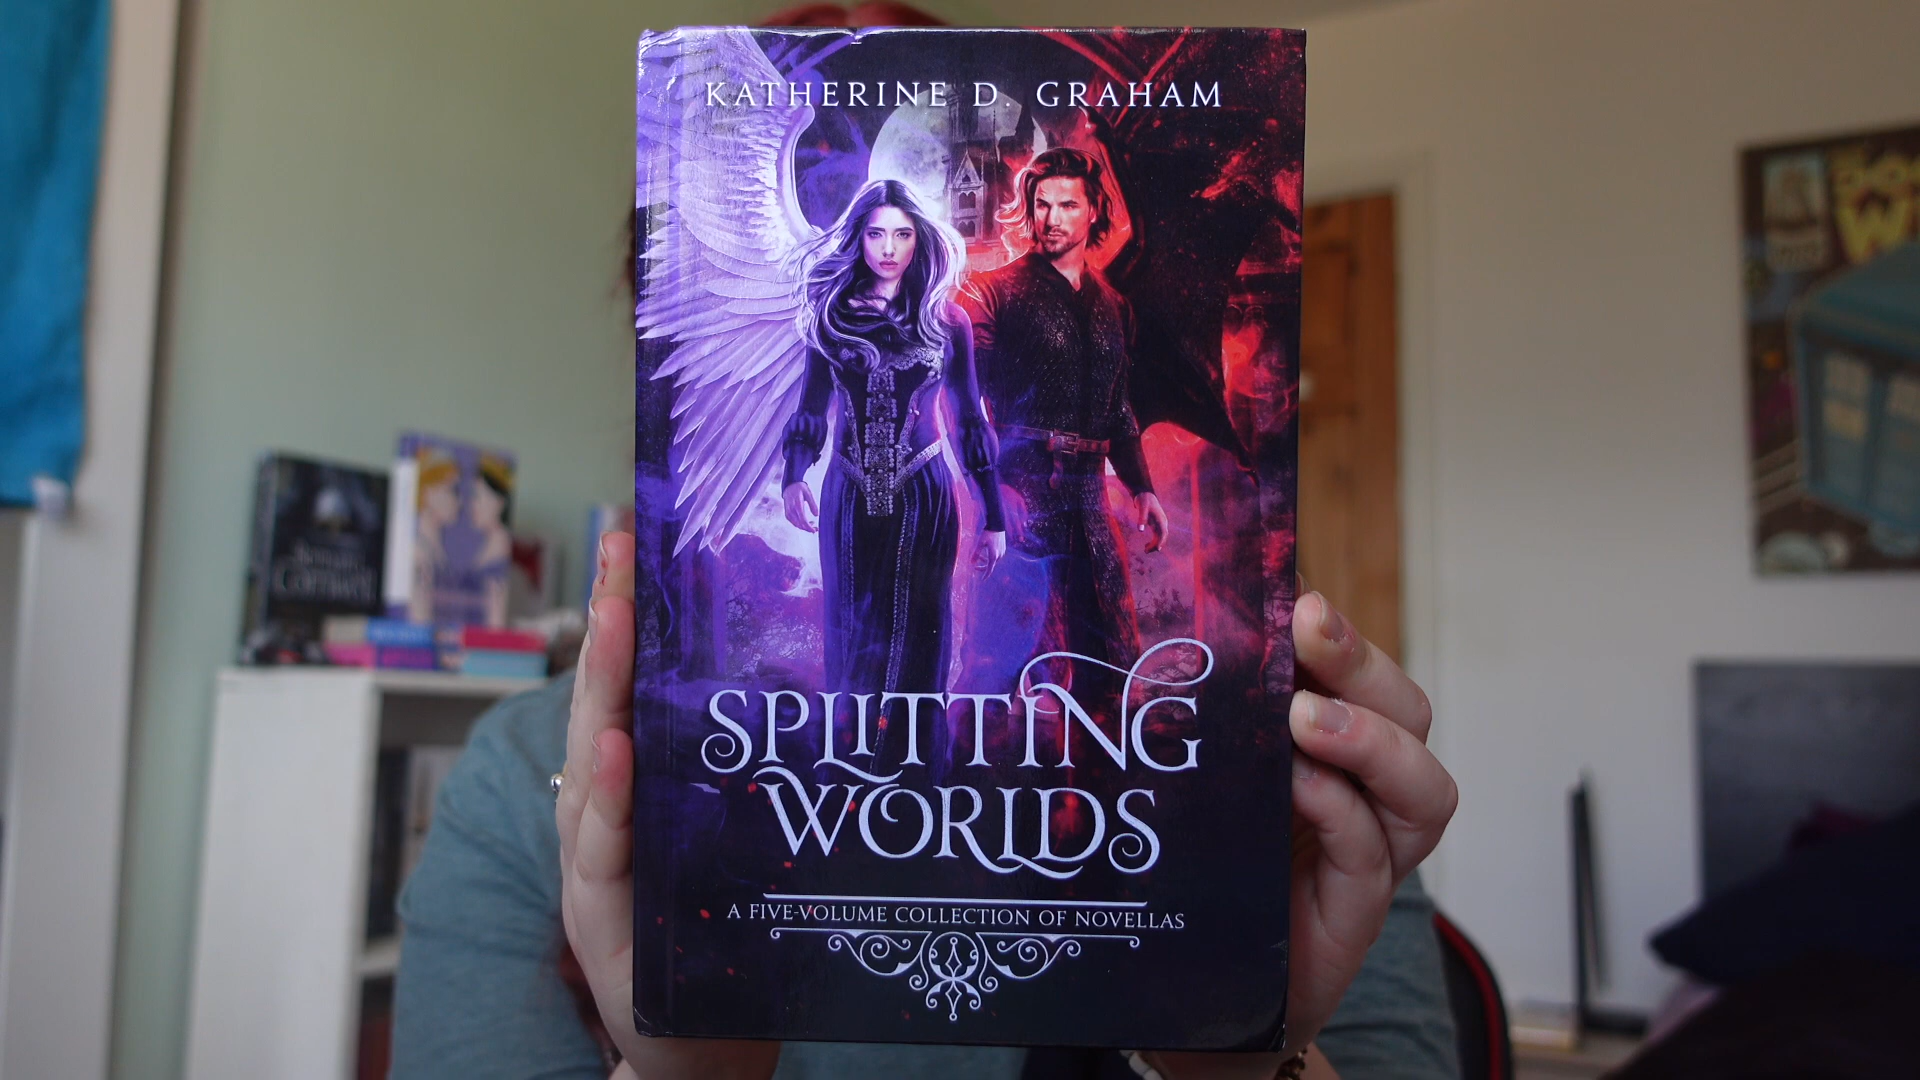 KATHERINE D. GRAHAM
SPLITTING
WORLDS
A FIVE-VOLUME COLLECTION OF NOVELLAS